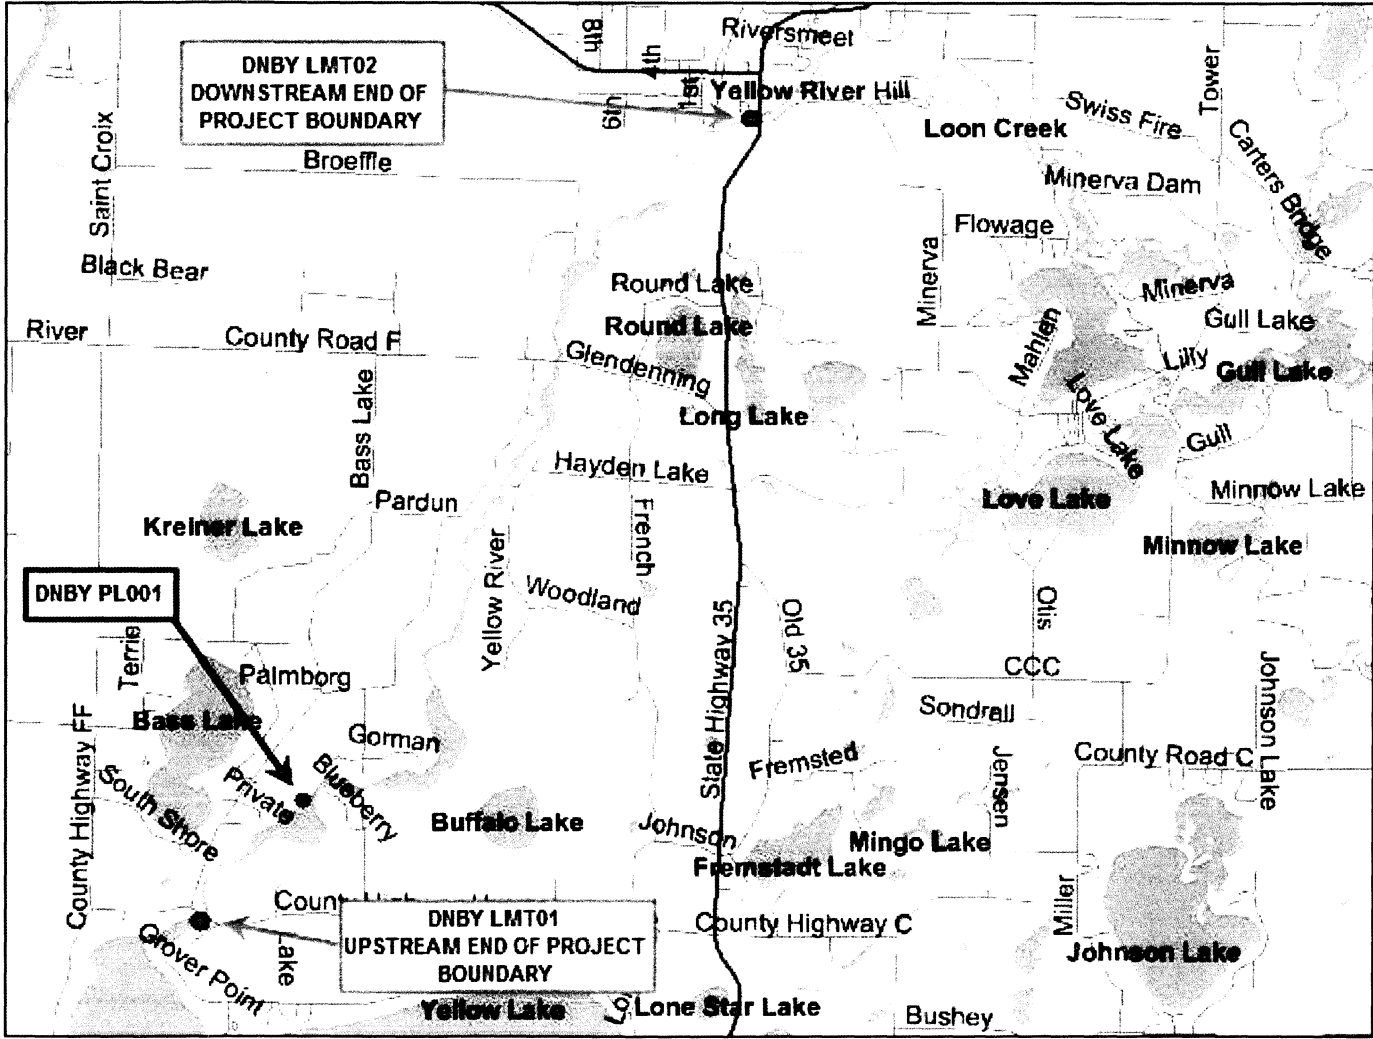 8th
Riversmeet
DNBY LMT02
DOWNSTREAM END OF
PROJECT BOUNDARY
4th
1st
6th
Yellow River Hill
Tower
Swiss Fire
Loon Creek
Carters Bridge
Saint Croix
Broeffle
Minerva Dam
Flowage
Minerva
Black Bear
Round Lake
Minerva
River
County Road F
Round Lake
Gull Lake
Mahlen
Glendenning
Lilly
Gull Lake
Bass Lake
Long Lake
Love Lake
Gull
Hayden Lake
Pardun
Love Lake
Minnow Lake
Kreiner Lake
French
Minnow Lake
Yellow River
DNBY PL001
Woodland
Old 35
Otis
State Highway 35
Terrie
Palmborg
CCC
Johnson Lake
Bass Lake
Sondrall
County Highway FF
Gorman
Fremsted
Jensen
County Road C
South Shore
Private
Blueberry
Buffalo Lake
Johnson
Mingo Lake
Fremstadt Lake
Miller
DNBY LMT01
UPSTREAM END OF PROJECT
BOUNDARY
County Highway C
Grover Point
Lake
Johnson Lake
Yellow Lake
Lone Star Lake
Bushey